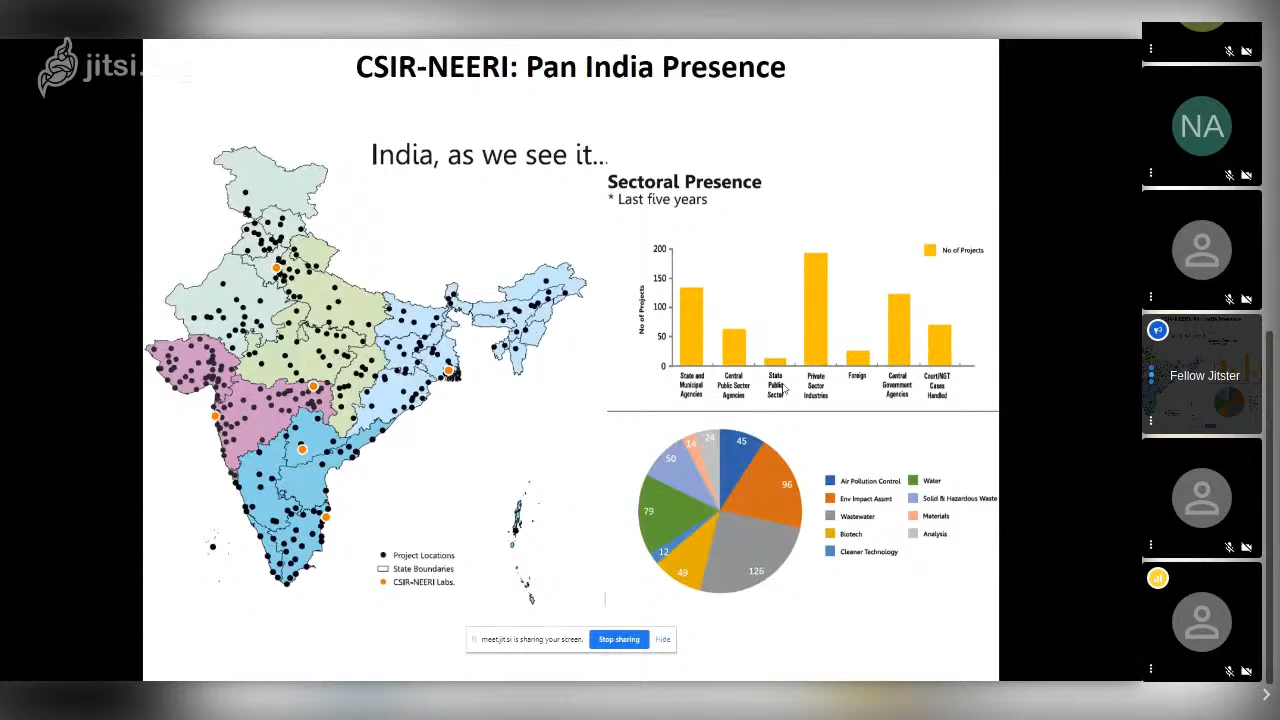 jitsi.org
CSIR-NEERI: Pan India Presence
India, as we see it...
Sectoral Presence
* Last five years
No of Projects
200
150
100
50
0
No of Projects
State and
Municipal
Agencies
Central
Public Sector
Agencies
State
Public
Sector
Private
Sector
Industries
Foreign
Central
Government
Agencies
Court/NGT
Cases
Handled
45
96
126
49
12
79
50
14
24
Air Pollution Control
Water
Env Impact Assmt
Solid & Hazardous Waste
Wastewater
Materials
Biotech
Analysis
Cleaner Technology
Project Locations
State Boundaries
CSIR-NEERI Labs.
meet.jit.si is sharing your screen.
Stop sharing
Hide
NA
Fellow Jitster